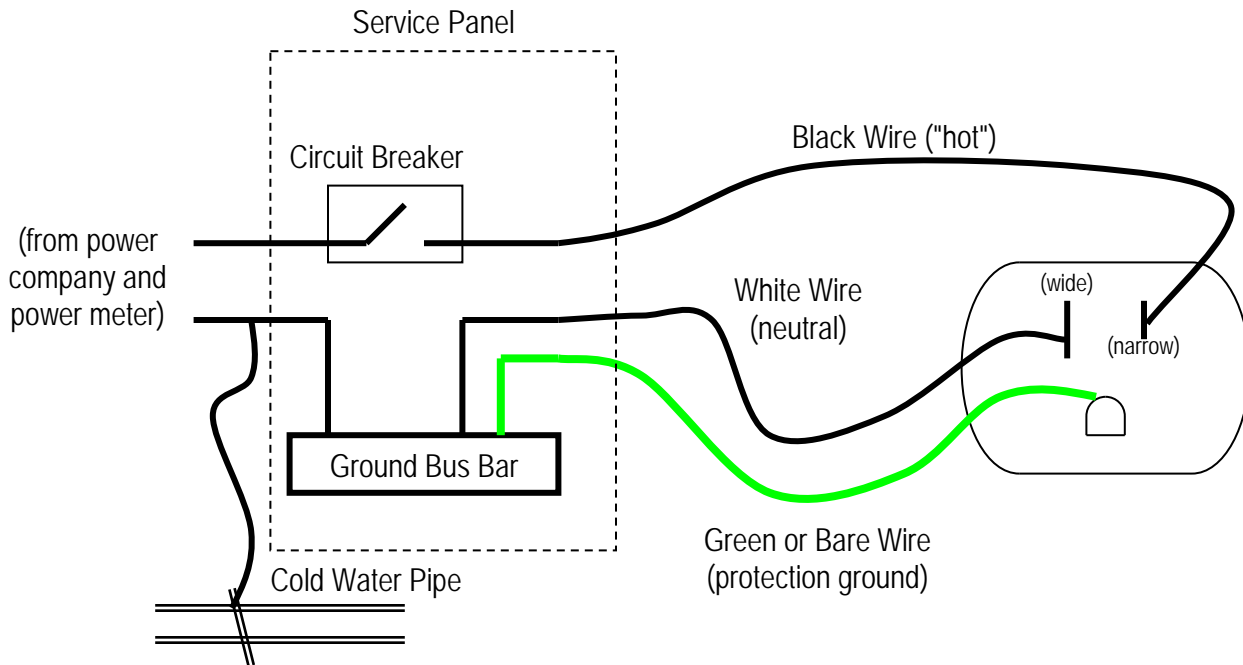 Service Panel
Circuit Breaker
Black Wire ("hot")
(from power
company and
power meter)
White Wire
(neutral)
(wide)
(narrow)
Ground Bus Bar
Green or Bare Wire
(protection ground)
Cold Water Pipe